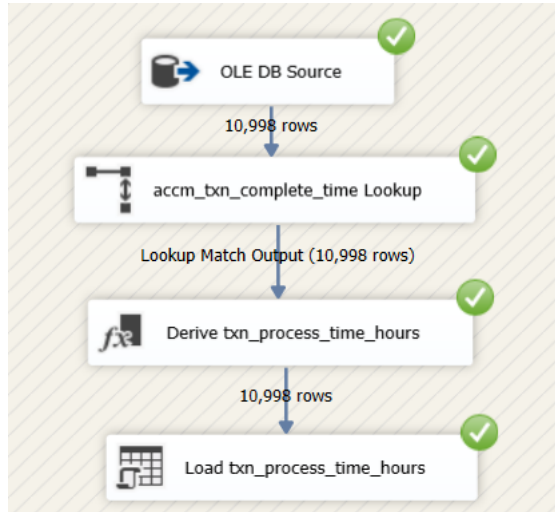 OLE DB Source
10,998 rows
accm_txn_complete_time Lookup
Lookup Match Output (10,998 rows)
Derive txn_process_time_hours
10,998 rows
Load txn_process_time_hours